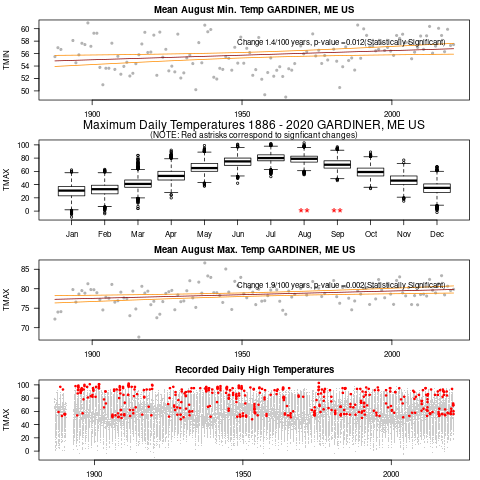 Mean August Min. Temp GARDINER, ME US
Change 1.4/100 years, p-value =0.012(Statistically Significant)
TMIN
60
58
56
54
52
50
1900
1950
2000
Maximum Daily Temperatures 1886 - 2020 GARDINER, ME US
(NOTE: Red astrisks correspond to signficant changes)
TMAX
100
80
60
40
20
0
** **
Jan Feb Mar Apr May Jun Jul Aug Sep Oct Nov Dec
Mean August Max. Temp GARDINER, ME US
Change 1.9/100 years, p-value =0.002(Statistically Significant)
TMAX
85
80
75
70
1900
1950
2000
Recorded Daily High Temperatures
TMAX
100
80
60
40
20
0
1900
1950
2000